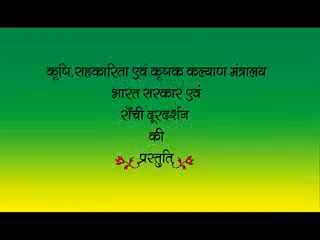 कृषि,सहकारिता एवं कृषक कल्याण मंत्रालय
भारत सरकार एवं
राँची दूरदर्शन
की
प्रस्तुति